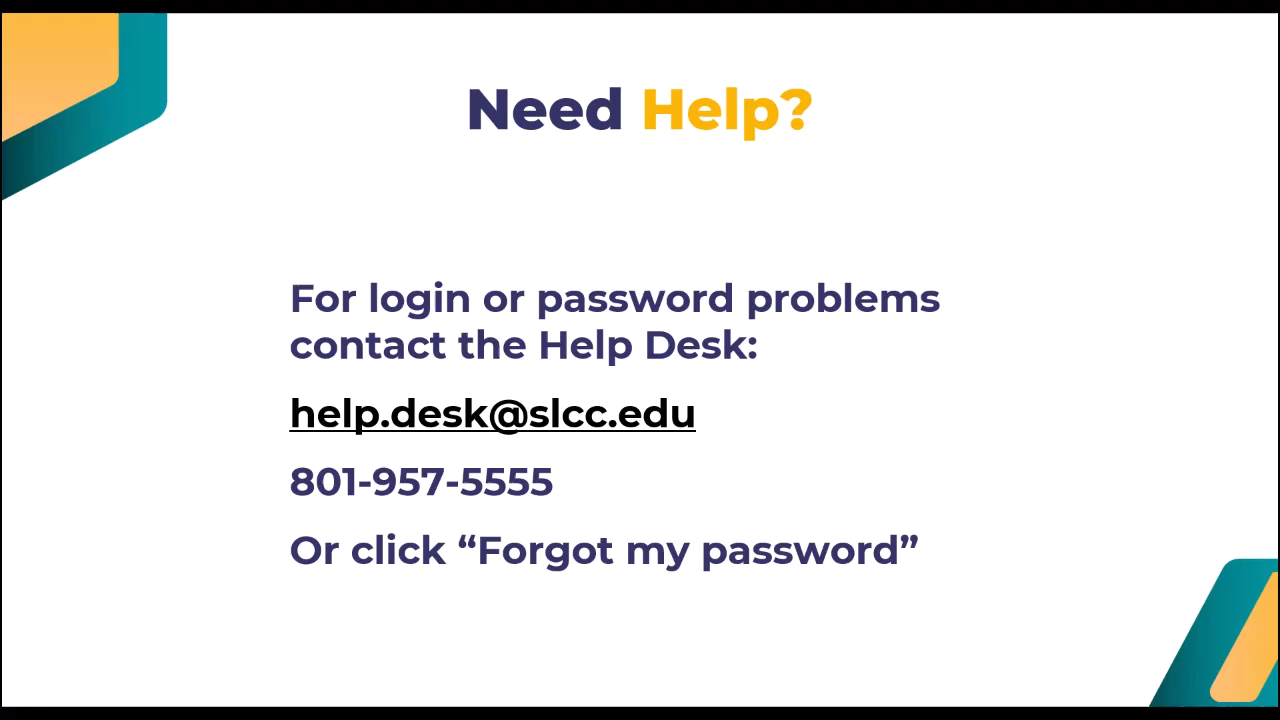 Need Help?
For login or password problems
contact the Help Desk:
help.desk@slcc.edu
801-957-5555
Or click “Forgot my password”